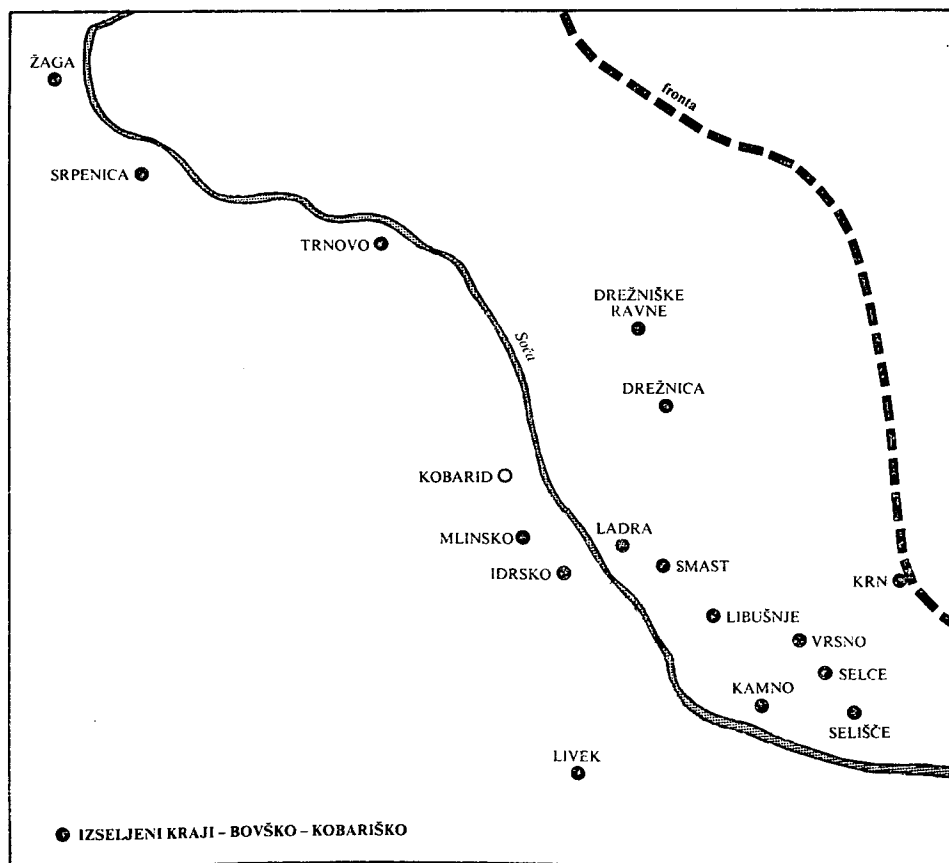 ŽAGA
fronta
SRPENICA
TRNOVO
DREŽNIŠKE
RAVNE
Soča
DREŽNICA
KOBARID
LADRA
MLINSKO
SMAST
IDRSKO
KRN
LIBUŠNJE
VRSNO
SELCE
KAMNO
SELIŠČE
LIVEK
IZSELJENI KRAJI – BOVŠKO – KOBARIŠKO